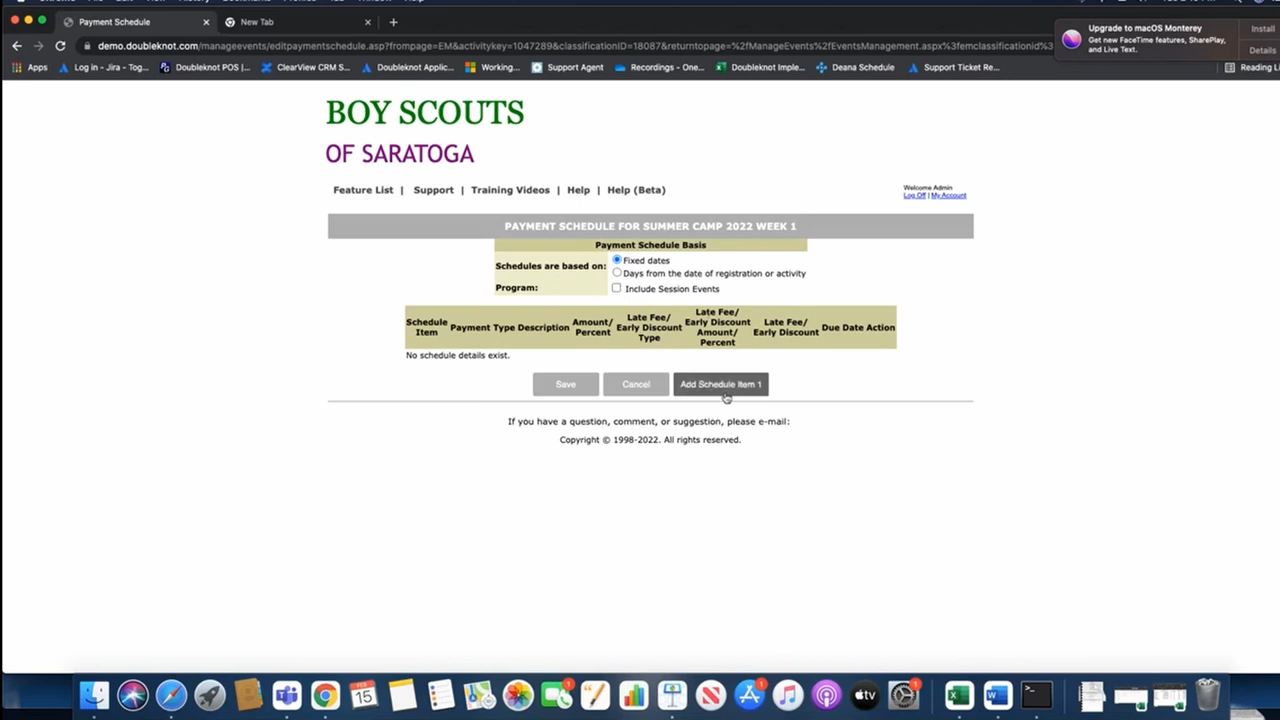 Payment Schedule
New Tab
demo.doubleknot.com/manageevents/editpaymentschedule.asp?frompage=EM&activitykey=1047289&classificationID=18087&returntopage=%2fManageEvents%2fEventsManagement.aspx%3femclassificationid%3
Upgrade to macOS Monterey
Get new FaceTime features, SharePlay, and Live Text.
Install
Details
Apps
Log in - Jira - Tog...
Doubleknot POS |...
ClearView CRM S...
Doubleknot Applic...
Working...
Support Agent
Recordings - One...
Doubleknot Imple...
Deana Schedule
Support Ticket Re...
Reading Li
BOY SCOUTS
OF SARATOGA
Feature List | Support | Training Videos | Help | Help (Beta)
Welcome Admin
Log Off | My Account
PAYMENT SCHEDULE FOR SUMMER CAMP 2022 WEEK 1
Payment Schedule Basis
Schedules are based on:
Fixed dates
Days from the date of registration or activity
Program:
Include Session Events
Schedule Item
Payment Type
Description
Amount/ Percent
Late Fee/ Early Discount Type
Late Fee/ Early Discount Amount/ Percent
Late Fee/ Early Discount
Due Date
Action
No schedule details exist.
Save
Cancel
Add Schedule Item 1
If you have a question, comment, or suggestion, please e-mail:
Copyright © 1998-2022. All rights reserved.
FEB
15
1
1
tv
1